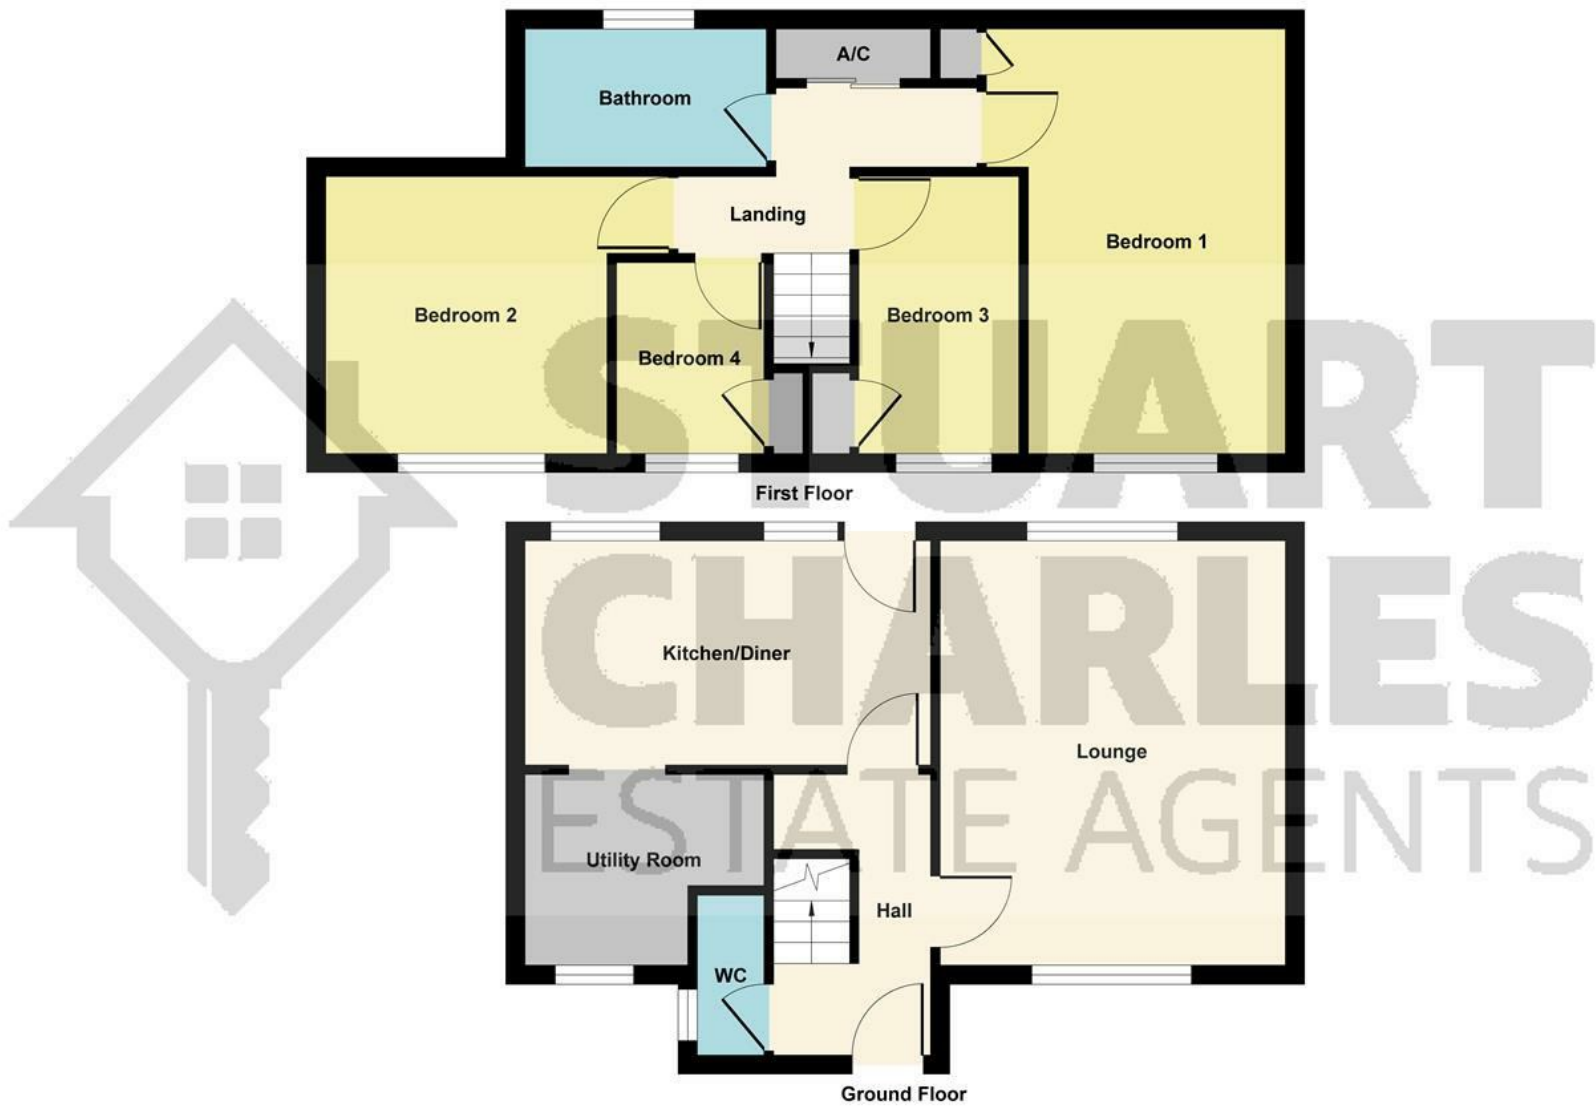 A/C
Bathroom
Landing
Bedroom 1
Bedroom 2
Bedroom 3
Bedroom 4
First Floor
STUART
CHARLES
ESTATE AGENTS
Kitchen/Diner
Lounge
Utility Room
Hall
WC
Ground Floor